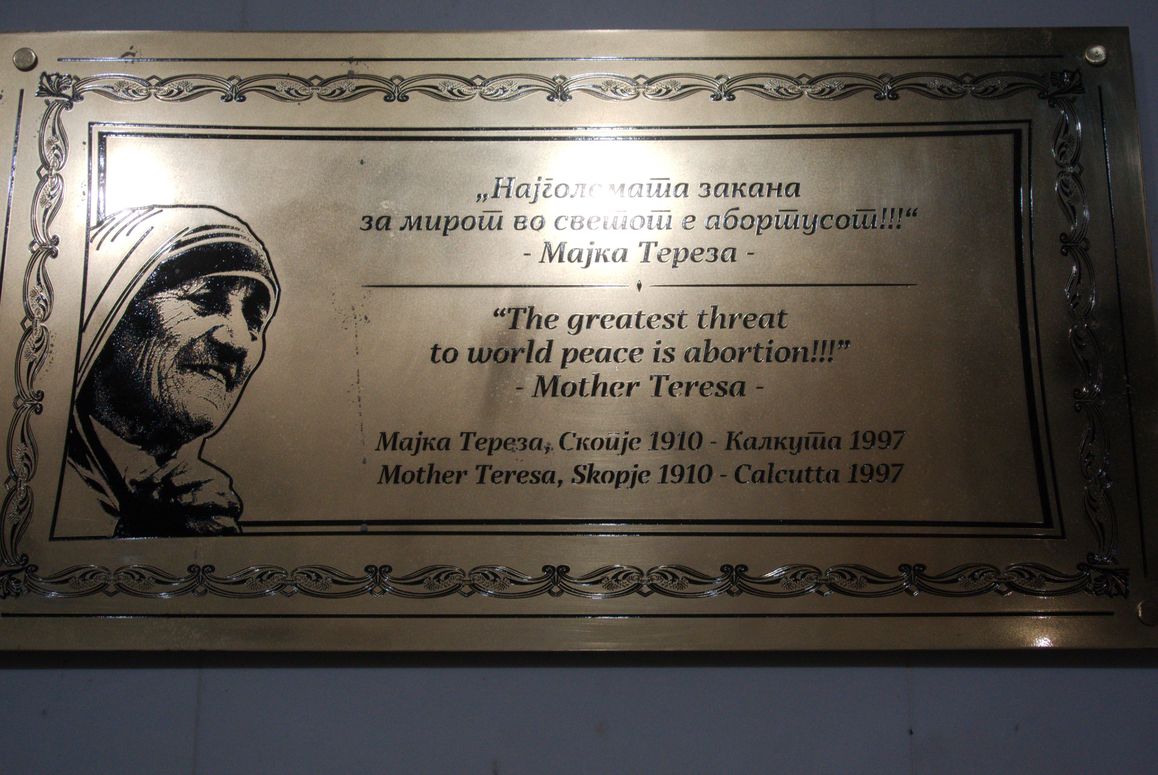 „Најголемата закана
за мирот во светот е абортусот!!!“
- Мајка Тереза -
“The greatest threat
to world peace is abortion!!!”
- Mother Teresa -
Мајка Тереза, Скопје 1910 - Калкута 1997
Mother Teresa, Skopje 1910 - Calcutta 1997